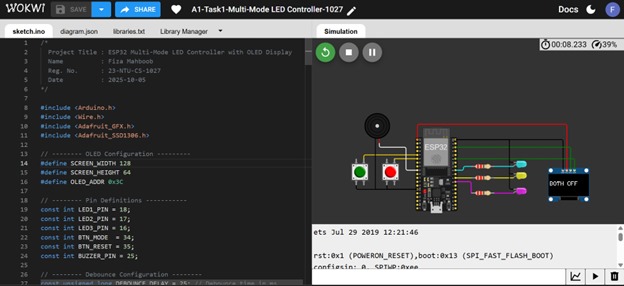 WOKWI
SAVE
SHARE
A1-Task1-Multi-Mode LED Controller-1027
Docs
F
sketch.ino
diagram.json
libraries.txt
Library Manager
Simulation
1 /*
2 Project Title : ESP32 Multi-Mode LED Controller with OLED Display
3 Name : Fiza Mahboob
4 Reg. No. : 23-NTU-CS-1027
5 Date : 2025-10-05
6 */
7
8 #include <Arduino.h>
9 #include <Wire.h>
10 #include <Adafruit_GFX.h>
11 #include <Adafruit_SSD1306.h>
12
13 // -------- OLED Configuration ---------
14 #define SCREEN_WIDTH 128
15 #define SCREEN_HEIGHT 64
16 #define OLED_ADDR 0x3C
17
18 // -------- Pin Definitions ----------
19 const int LED1_PIN = 18;
20 const int LED2_PIN = 17;
21 const int LED3_PIN = 16;
22 const int BTN_MODE = 34;
23 const int BTN_RESET = 35;
24 const int BUZZER_PIN = 25;
25
26 // -------- Debounce Configuration --------
27 const unsigned long DEBOUNCE_DELAY = 25; // Debounce time in ms
00:08.233
39%
ESP32
BOTH OFF
ets Jul 29 2019 12:21:46
rst:0x1 (POWERON_RESET),boot:0x13 (SPI_FAST_FLASH_BOOT)
configsip: 0, SPIWP:0xee